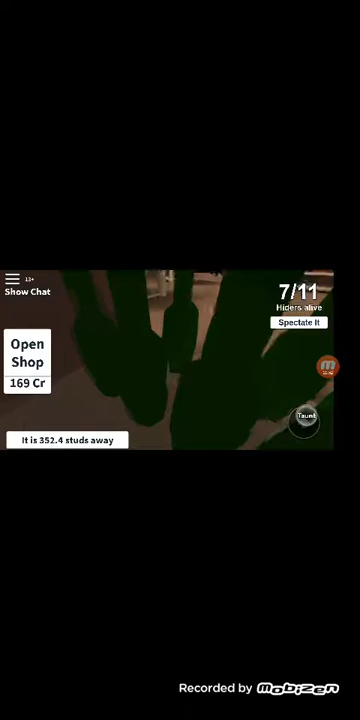 13+
Show Chat
7/11
Hiders alive
Spectate It
Open
Shop
169 Cr
Taunt
It is 352.4 studs away
Recorded by mobizen